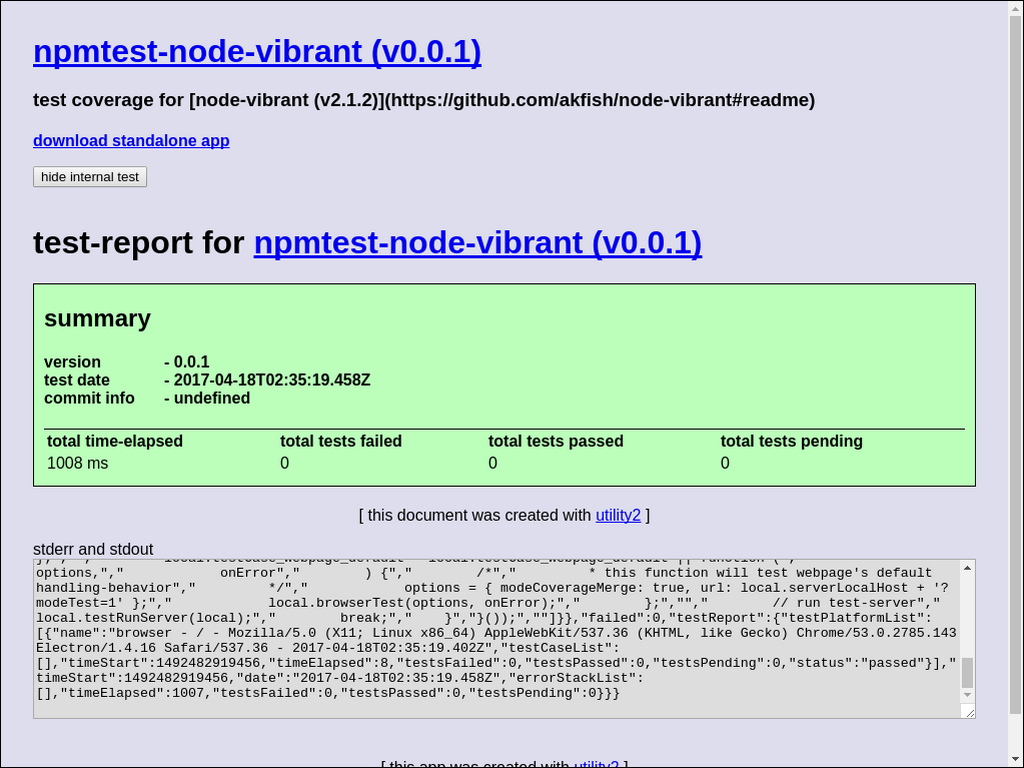 npmtest-node-vibrant (v0.0.1)
test coverage for [node-vibrant (v2.1.2)](https://github.com/akfish/node-vibrant#readme)
download standalone app
hide internal test
test-report for npmtest-node-vibrant (v0.0.1)
summary
version - 0.0.1
test date - 2017-04-18T02:35:19.458Z
commit info - undefined
total time-elapsed total tests failed total tests passed total tests pending
1008 ms 0 0 0
[ this document was created with utility2 ]
stderr and stdout
options,","            onError","        ) {","        /*","         * this function will test webpage's default
handling-behavior","         */","            options = { modeCoverageMerge: true, url: local.serverLocalHost + '?
modeTest=1' };","            local.browserTest(options, onError);","        };","","        // run test-server","
local.testRunServer(local);","        break;","    }","}());","",""]}},"failed":0,"testReport":{"testPlatformList":
[{"name":"browser - / - Mozilla/5.0 (X11; Linux x86_64) AppleWebKit/537.36 (KHTML, like Gecko) Chrome/53.0.2785.143
Electron/1.4.16 Safari/537.36 - 2017-04-18T02:35:19.402Z","testCaseList":
[],"timeStart":1492482919456,"timeElapsed":8,"testsFailed":0,"testsPassed":0,"testsPending":0,"status":"passed"}],"
timeStart":1492482919456,"date":"2017-04-18T02:35:19.458Z","errorStackList":
[],"timeElapsed":1007,"testsFailed":0,"testsPassed":0,"testsPending":0}}}
[ this app was created with utility2 ]